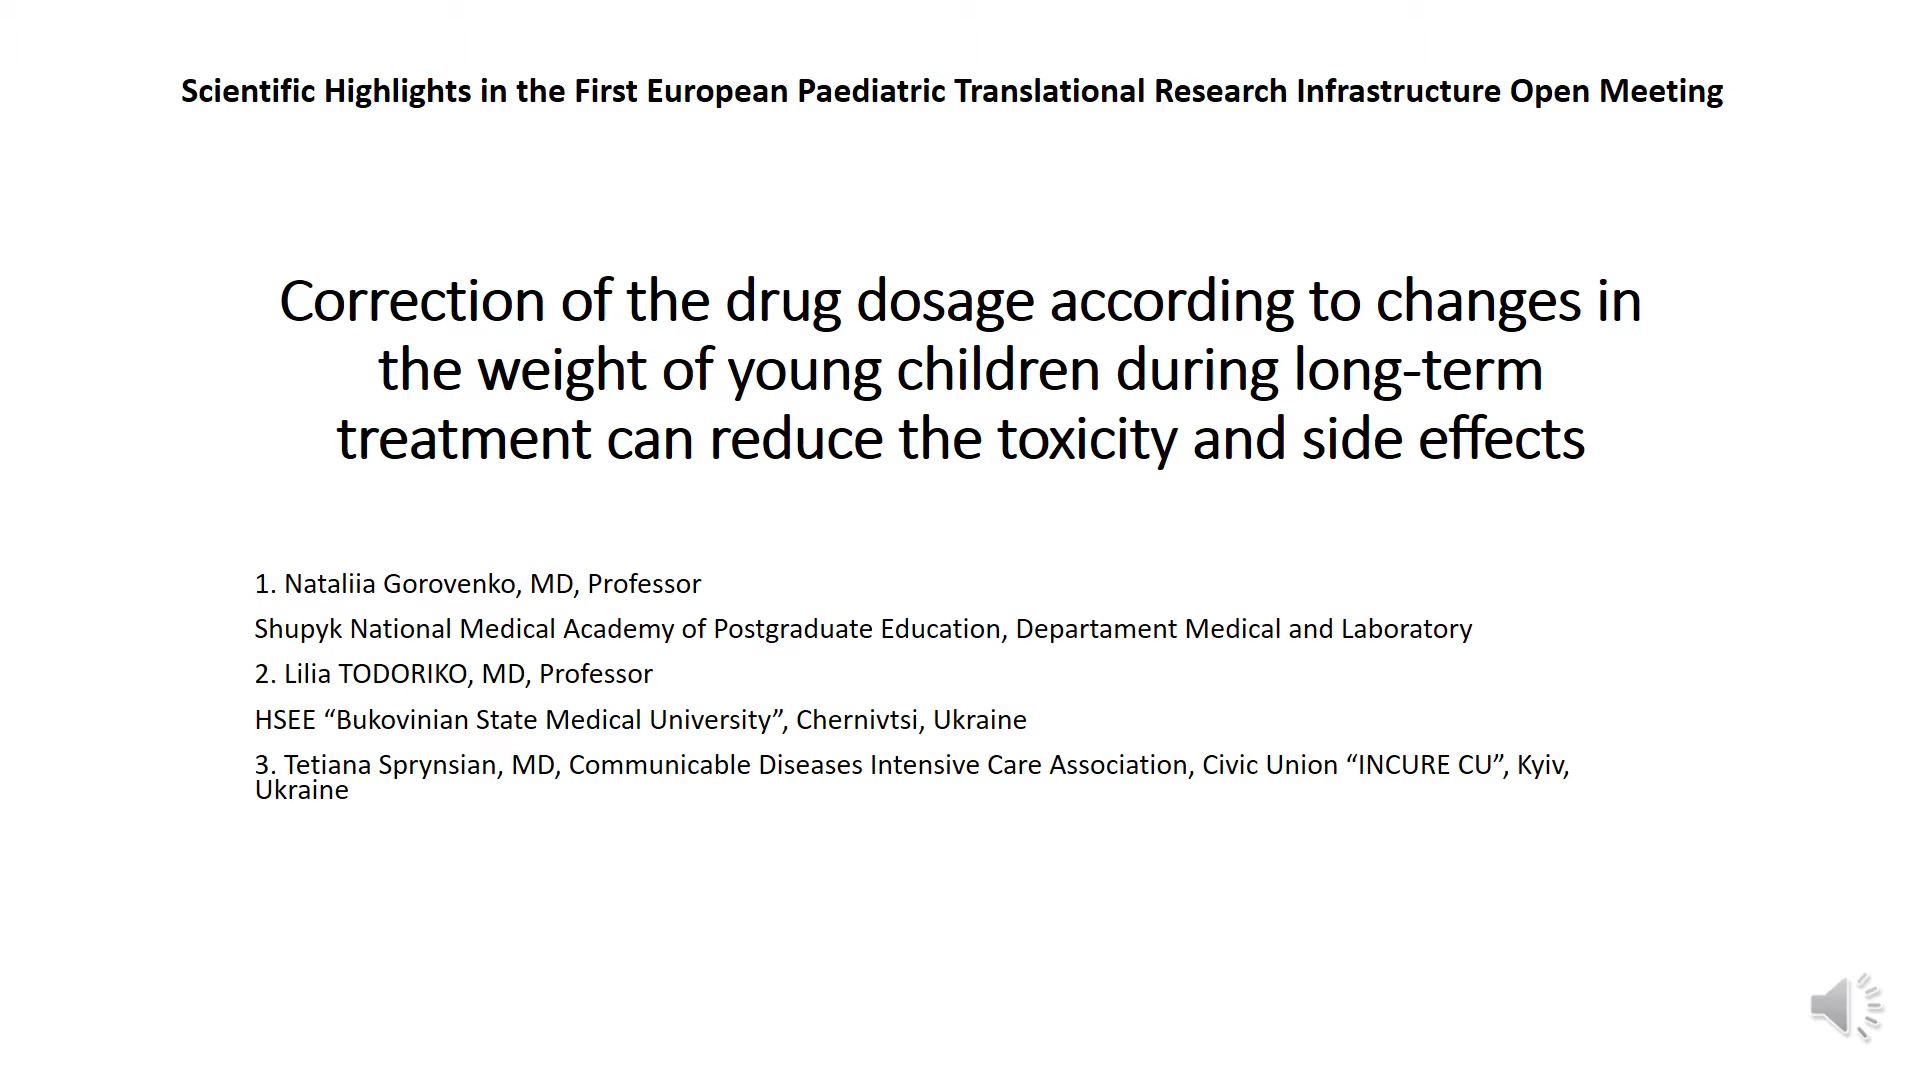 Scientific Highlights in the First European Paediatric Translational Research Infrastructure Open Meeting
Correction of the drug dosage according to changes in
the weight of young children during long-term
treatment can reduce the toxicity and side effects
1. Nataliia Gorovenko, MD, Professor
Shupyk National Medical Academy of Postgraduate Education, Departament Medical and Laboratory
2. Lilia TODORIKO, MD, Professor
HSEE “Bukovinian State Medical University”, Chernivtsi, Ukraine
3. Tetiana Sprynsian, MD, Communicable Diseases Intensive Care Association, Civic Union “INCURE CU”, Kyiv,
Ukraine